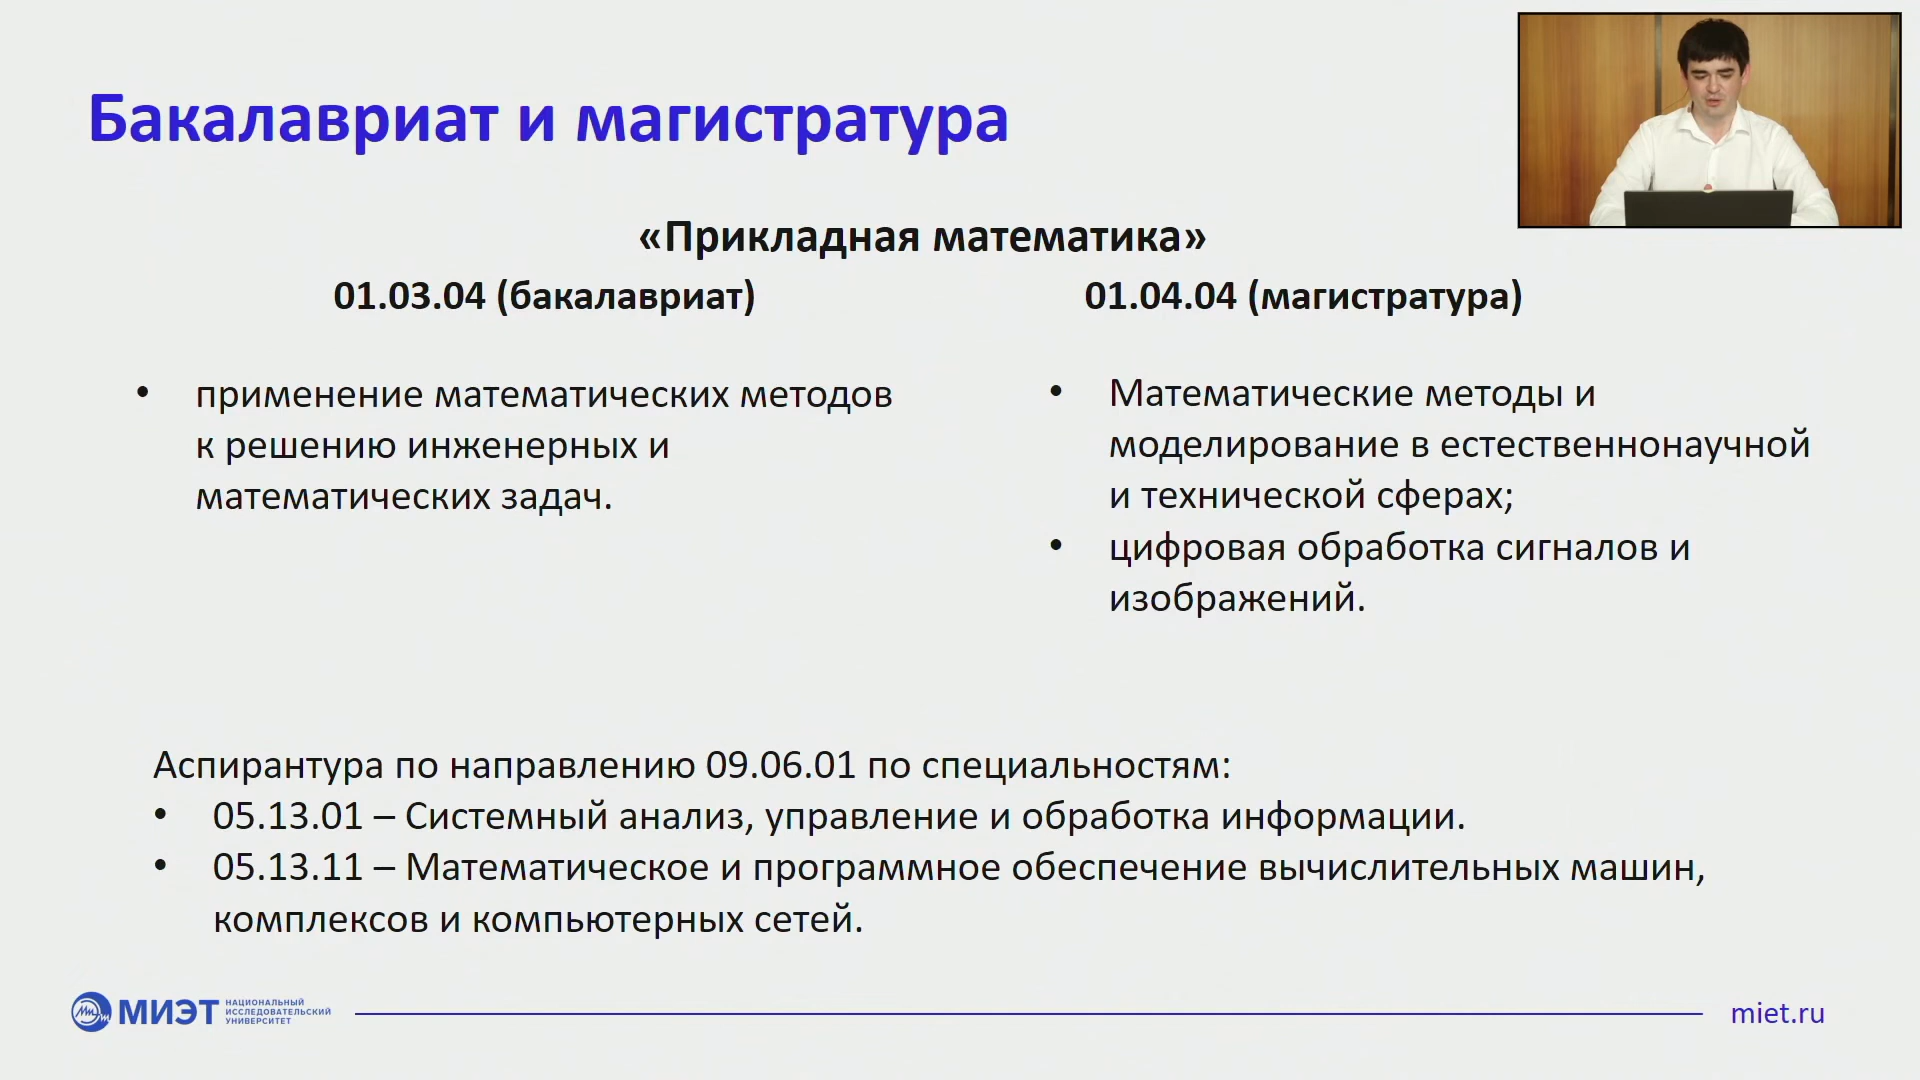 Бакалавриат и магистратура
«Прикладная математика»
01.03.04 (бакалавриат)
• применение математических методов
к решению инженерных и
математических задач.
01.04.04 (магистратура)
• Математические методы и
моделирование в естественнонаучной
и технической сферах;
• цифровая обработка сигналов и
изображений.
Аспирантура по направлению 09.06.01 по специальностям:
• 05.13.01 – Системный анализ, управление и обработка информации.
• 05.13.11 – Математическое и программное обеспечение вычислительных машин,
комплексов и компьютерных сетей.
МИЭТ
НАЦИОНАЛЬНЫЙ
ИССЛЕДОВАТЕЛЬСКИЙ
УНИВЕРСИТЕТ
miet.ru